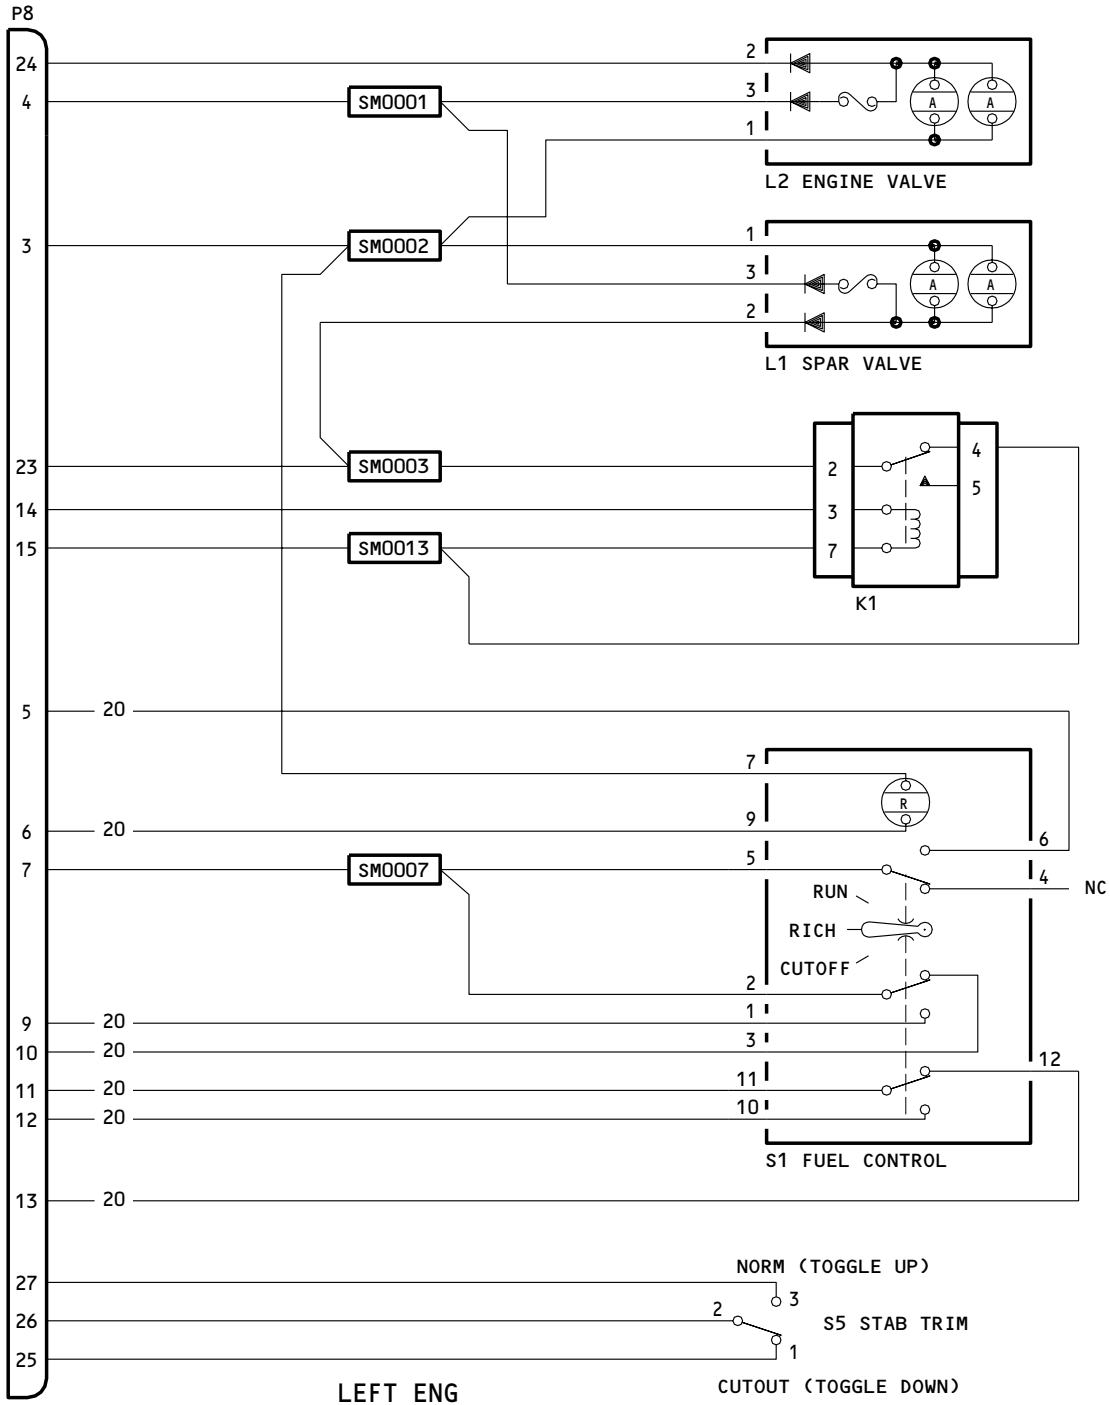 P8
24
2
4
SM0001
3
A
A
1
L2 ENGINE VALVE
3
SM0002
1
3
A
A
2
L1 SPAR VALVE
23
SM0003
2
4
5
14
3
15
SM0013
7
K1
5
20
7
R
6
20
9
6
7
SM0007
5
4
NC
RUN
RICH
CUTOFF
2
9
20
1
10
20
3
12
11
20
11
12
20
10
S1 FUEL CONTROL
13
20
NORM (TOGGLE UP)
27
3
26
2
S5 STAB TRIM
25
1
LEFT ENG
CUTOUT (TOGGLE DOWN)